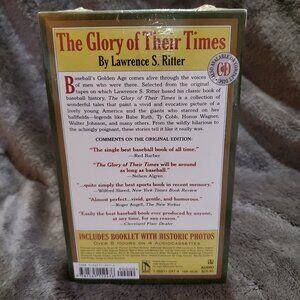 The Glory of Their Times
By Lawrence S. Ritter
Baseball's Golden Age comes alive through the voices
of men who were there. Selected from the original
tapes on which Lawrence S. Ritter based his classic book of
baseball history, The Glory of Their Times is a collection of
wonderful tales that paint a vivid and evocative picture of a
lively young America and the giants who starred on her
ballfields—legends like Babe Ruth, Ty Cobb, Honus Wagner,
Walter Johnson, and many others. From the wildly hilarious
to the achingly poignant, these stories tell it like it really was.
COMMENTS ON THE ORIGINAL EDITION:
"The single best baseball book of all time."
—Red Barber
"The Glory of Their Times will be around
as long as baseball."
—Nelson Algren
"...quite simply the best sports book in recent memory."
—Wilfred Sheed, New York Times Book Review
"Almost perfect...vivid, gentle, and humorous."
—Roger Angell, The New Yorker
"Easily the best baseball book ever produced by anyone,
anywhere, for any reason."
—Cleveland Plain Dealer
INCLUDES BOOKLET WITH HISTORIC PHOTOS
Over 5 Hours on 4 Audiocassettes